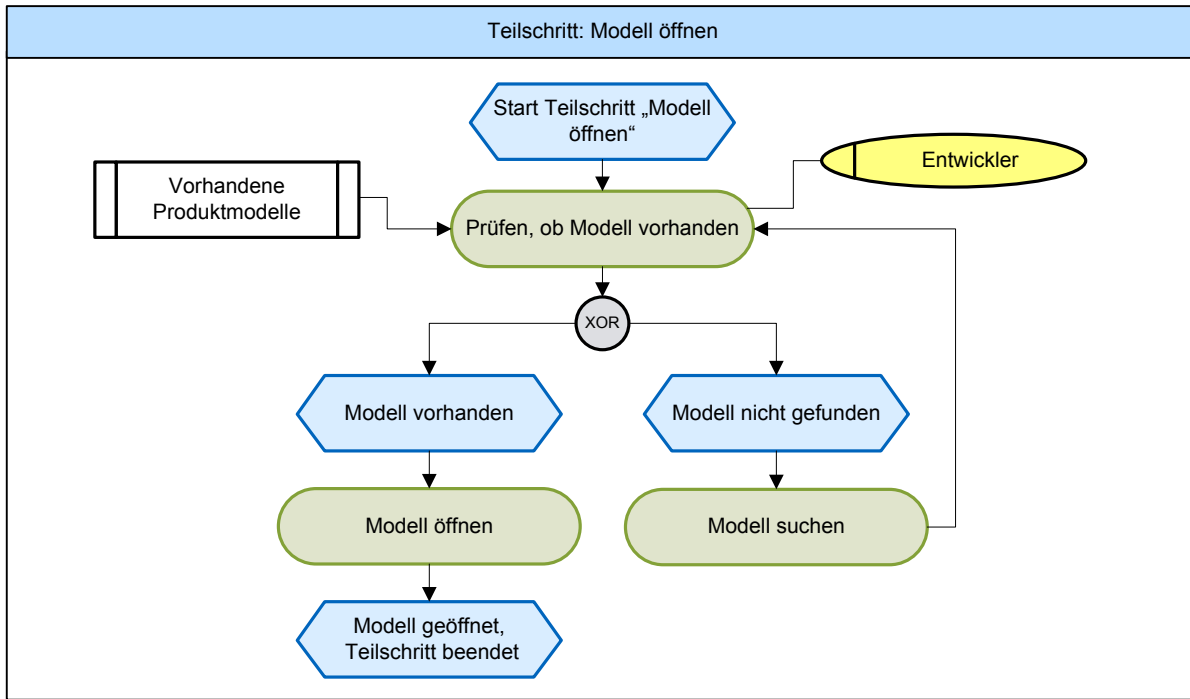 Teilschritt: Modell öffnen
Start Teilschritt „Modell
öffnen“
Entwickler
Vorhandene
Produktmodelle
Prüfen, ob Modell vorhanden
XOR
Modell vorhanden
Modell nicht gefunden
Modell öffnen
Modell suchen
Modell geöffnet,
Teilschritt beendet